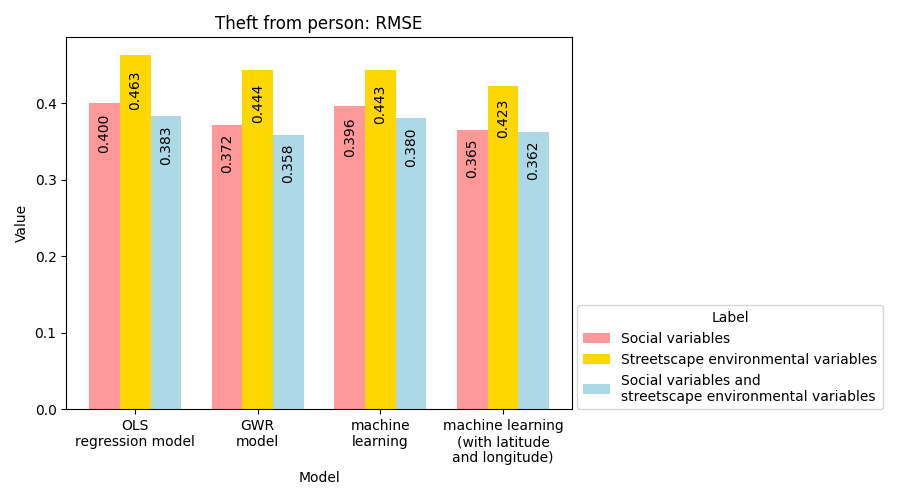 Theft from person: RMSE
Value
0.4
0.3
0.2
0.1
0.0
0.400
0.463
0.383
0.372
0.444
0.358
0.396
0.443
0.380
0.365
0.423
0.362
OLS
regression model
GWR
model
machine
learning
machine learning
(with latitude
and longitude)
Model
Label
Social variables
Streetscape environmental variables
Social variables and
streetscape environmental variables